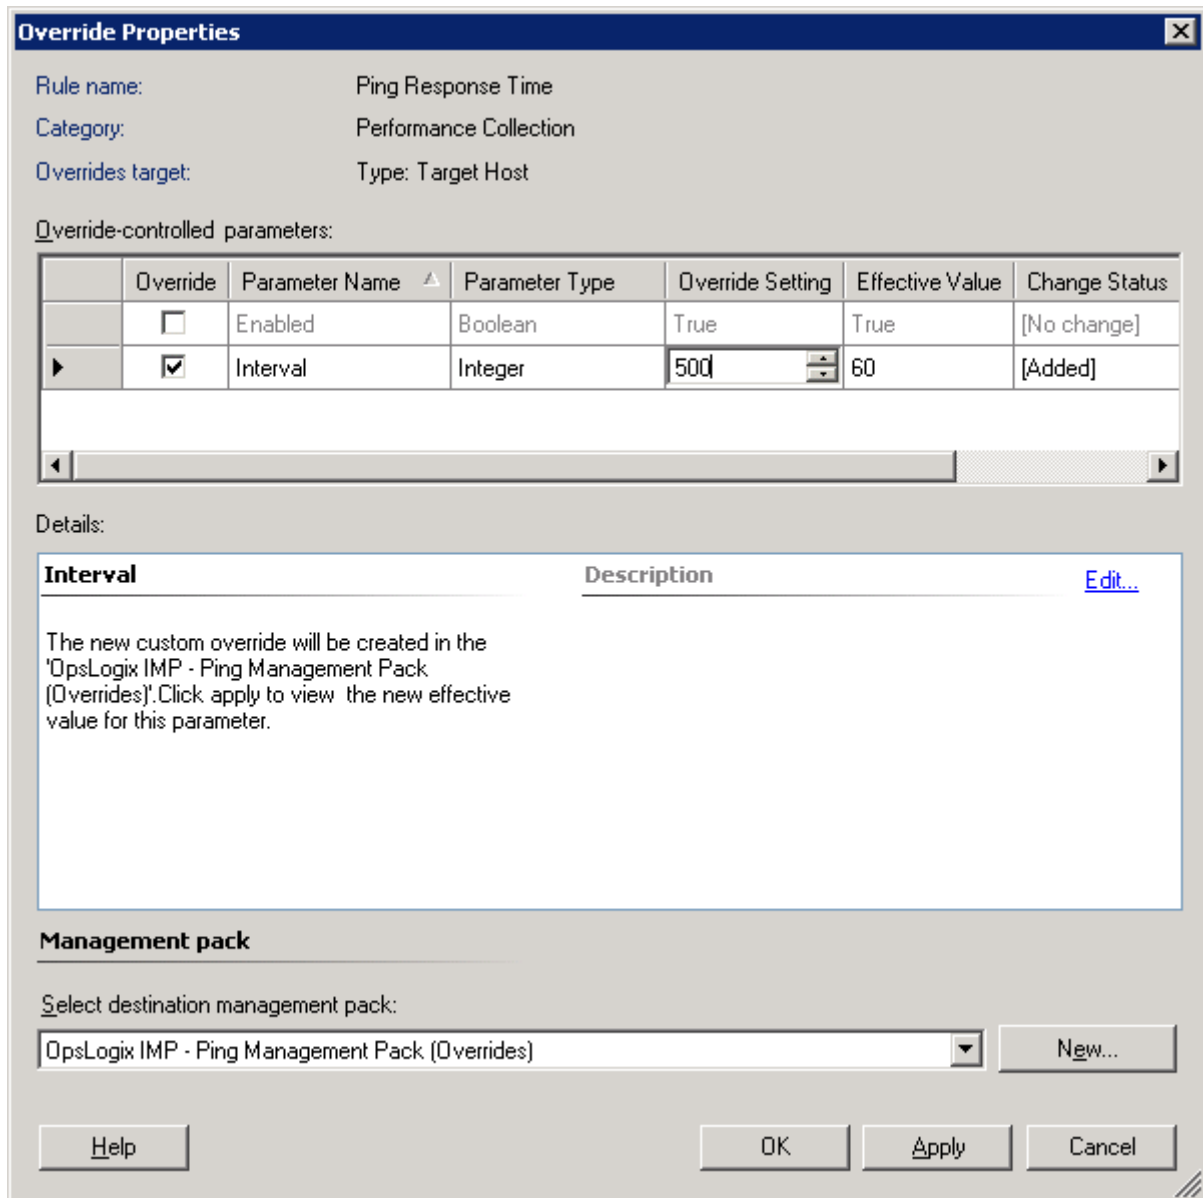 Override Properties
Rule name: Ping Response Time
Category: Performance Collection
Overrides target: Type: Target Host
Override-controlled parameters:
Override Parameter Name Parameter Type Override Setting Effective Value Change Status
Enabled Boolean True True [No change]
Interval Integer 500 60 [Added]
Details:
Interval Description Edit...
The new custom override will be created in the
'OpsLogix IMP - Ping Management Pack
(Overrides)'.Click apply to view the new effective
value for this parameter.
Management pack
Select destination management pack:
OpsLogix IMP - Ping Management Pack (Overrides) New...
Help OK Apply Cancel